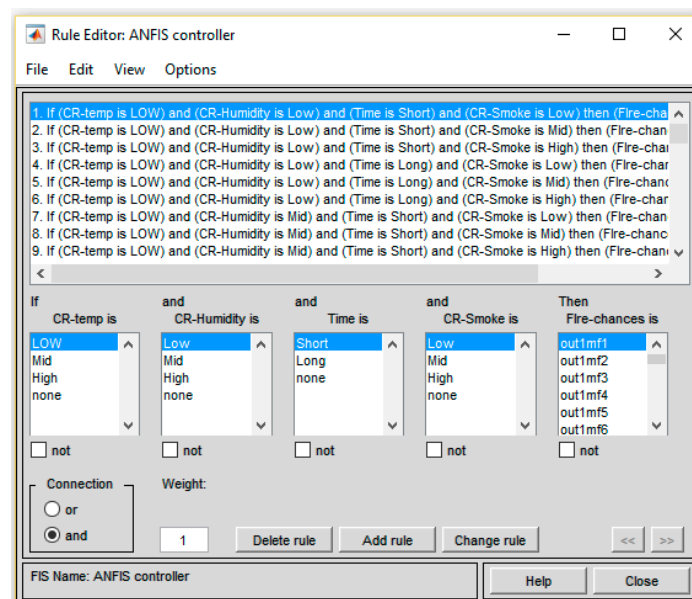 Rule Editor: ANFIS controller
File Edit View Options
1. If (CR-temp is LOW) and (CR-Humidity is Low) and (Time is Short) and (CR-Smoke is Low) then (FIre-cha
2. If (CR-temp is LOW) and (CR-Humidity is Low) and (Time is Short) and (CR-Smoke is Mid) then (FIre-chan
3. If (CR-temp is LOW) and (CR-Humidity is Low) and (Time is Short) and (CR-Smoke is High) then (FIre-char
4. If (CR-temp is LOW) and (CR-Humidity is Low) and (Time is Long) and (CR-Smoke is Low) then (FIre-chanc
5. If (CR-temp is LOW) and (CR-Humidity is Low) and (Time is Long) and (CR-Smoke is Mid) then (FIre-chanc
6. If (CR-temp is LOW) and (CR-Humidity is Low) and (Time is Long) and (CR-Smoke is High) then (FIre-chan
7. If (CR-temp is LOW) and (CR-Humidity is Mid) and (Time is Short) and (CR-Smoke is Low) then (FIre-chan
8. If (CR-temp is LOW) and (CR-Humidity is Mid) and (Time is Short) and (CR-Smoke is Mid) then (FIre-chanc
9. If (CR-temp is LOW) and (CR-Humidity is Mid) and (Time is Short) and (CR-Smoke is High) then (FIre-chan
If and and and Then
CR-temp is CR-Humidity is Time is CR-Smoke is FIre-chances is
LOW Low Short Low out1mf1
Mid Mid Long Mid out1mf2
High High none High out1mf3
none none none out1mf4
out1mf5
out1mf6
not not not not not
Connection Weight:
or
and 1 Delete rule Add rule Change rule << >>
FIS Name: ANFIS controller Help Close